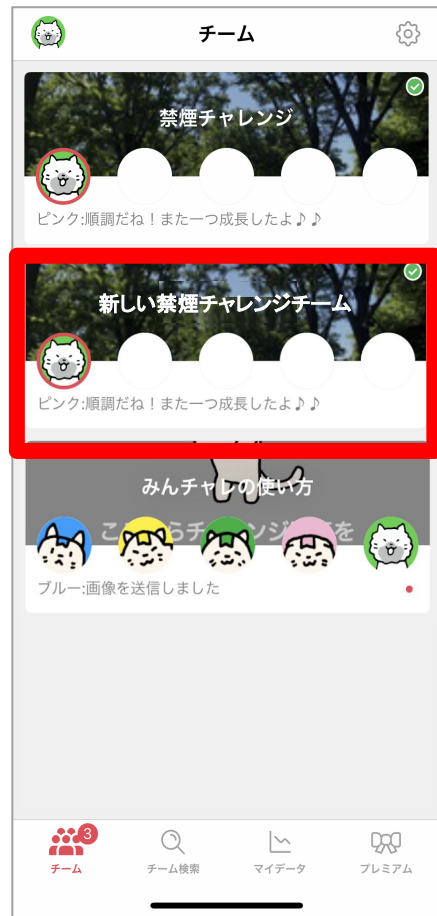 チーム
禁煙チャレンジ
ピンク:順調だね！また一つ成長したよ♪♪
新しい禁煙チャレンジチーム
ピンク:順調だね！また一つ成長したよ♪♪
みんチャレの使い方
ブルー:画像を送信しました
3
チーム
チーム検索
マイデータ
プレミアム